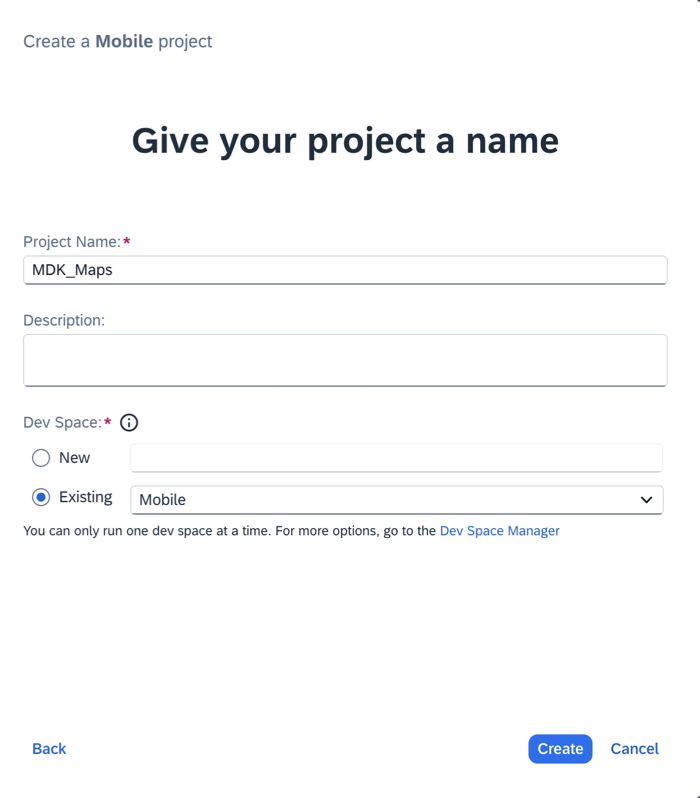 Create a Mobile project
Give your project a name
Project Name:*
MDK_Maps
Description:
Dev Space:*
New
Existing
Mobile
You can only run one dev space at a time. For more options, go to the Dev Space Manager
Back
Create
Cancel